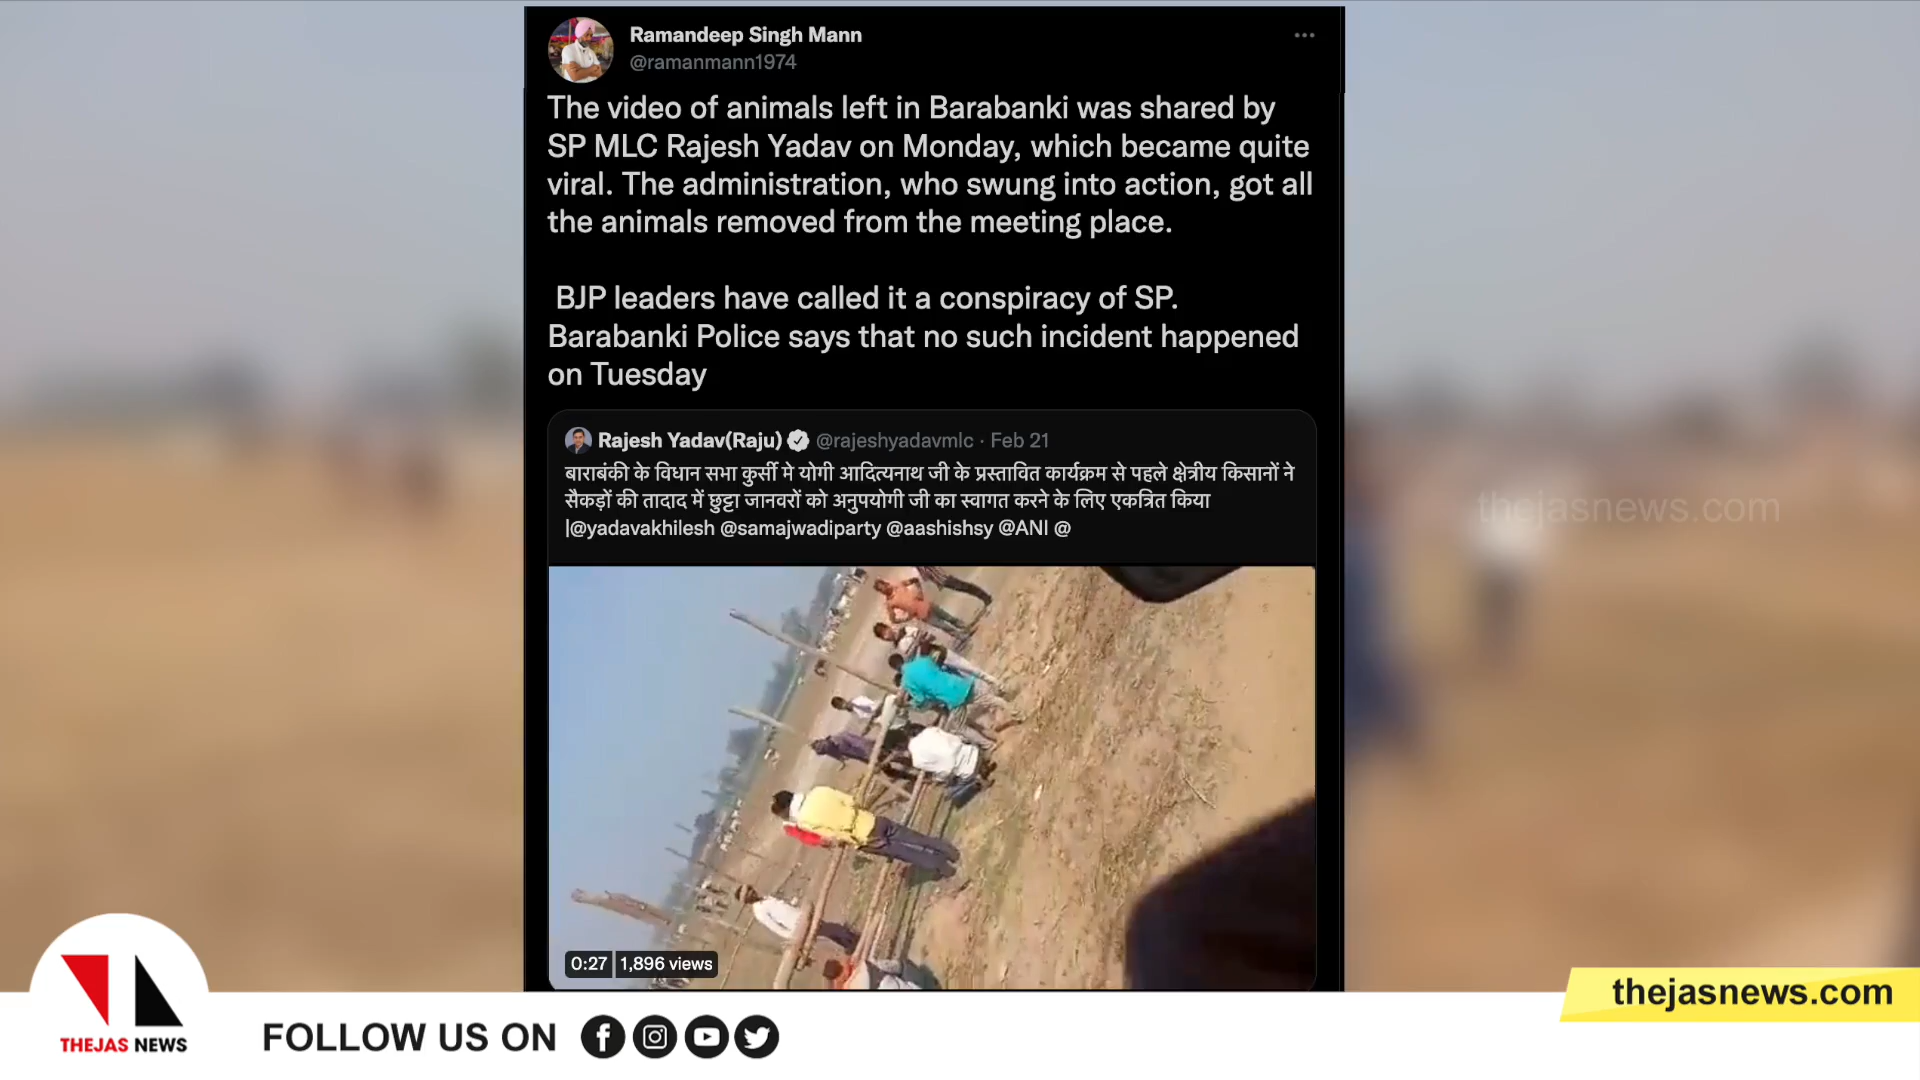 Ramandeep Singh Mann
@ramanmann1974
The video of animals left in Barabanki was shared by
SP MLC Rajesh Yadav on Monday, which became quite
viral. The administration, who swung into action, got all
the animals removed from the meeting place.
BJP leaders have called it a conspiracy of SP.
Barabanki Police says that no such incident happened
on Tuesday
Rajesh Yadav(Raju) @rajeshyadavmlc · Feb 21
बाराबंकी के विधान सभा कुर्सी मे योगी आदित्यनाथ जी के प्रस्तावित कार्यक्रम से पहले क्षेत्रीय किसानों ने
सैकड़ों की तादाद में छुट्टा जानवरों को अनुपयोगी जी का स्वागत करने के लिए एकत्रित किया
|@yadavakhilesh @samajwadiparty @aashishsy @ANI @
thejasnews.com
0:27 1,896 views
thejasnews.com
THEJAS NEWS
FOLLOW US ON